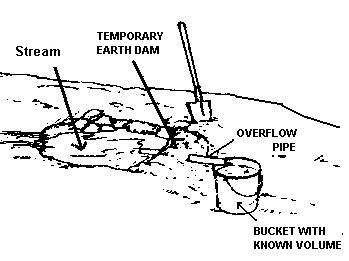 Stream
TEMPORARY
EARTH DAM
OVERFLOW
PIPE
BUCKET WITH
KNOWN VOLUME